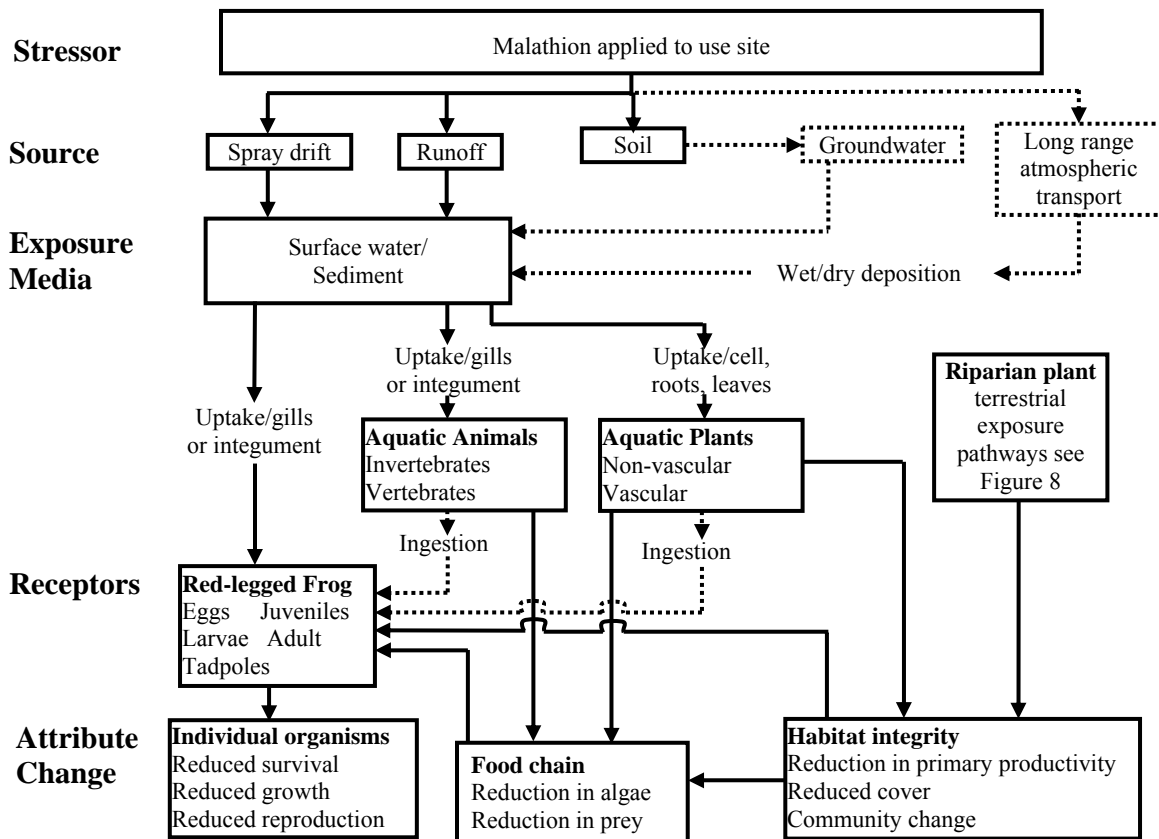 Stressor
Malathion applied to use site
Source
Spray drift
Runoff
Soil
Groundwater
Long range
atmospheric
transport
Exposure
Media
Surface water/
Sediment
Wet/dry deposition
Uptake/gills
or integument
Uptake/gills
or integument
Uptake/cell,
roots, leaves
Riparian plant
terrestrial
exposure
pathways see
Figure 8
Aquatic Animals
Invertebrates
Vertebrates
Aquatic Plants
Non-vascular
Vascular
Ingestion
Ingestion
Receptors
Red-legged Frog
Eggs Juveniles
Larvae Adult
Tadpoles
Attribute
Change
Individual organisms
Reduced survival
Reduced growth
Reduced reproduction
Food chain
Reduction in algae
Reduction in prey
Habitat integrity
Reduction in primary productivity
Reduced cover
Community change